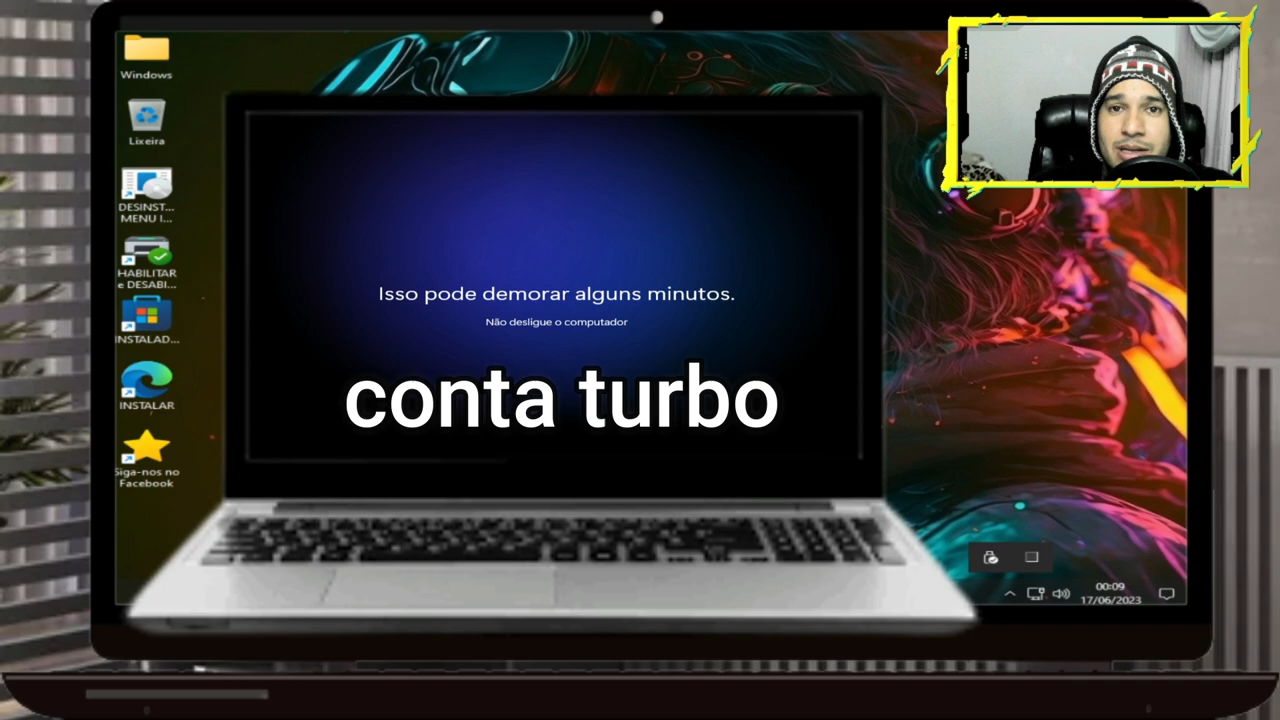 Windows
Lixeira
DESINST...
MENU I...
HABILITAR
e DESABI...
INSTALAD...
INSTALAR
Siga-nos no
Facebook
Isso pode demorar alguns minutos.
Não desligue o computador
conta turbo
00:09
17/06/2023